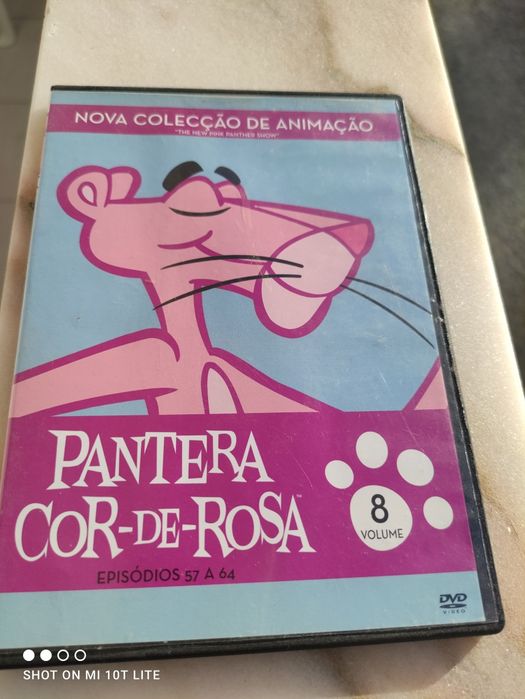 NOVA COLECÇÃO DE ANIMAÇÃO
"THE NEW PINK PANTHER SHOW"
PANTERA
COR-DE-ROSA™
EPISÓDIOS 57 A 64
8
VOLUME
DVD
VIDEO
SHOT ON MI 10T LITE